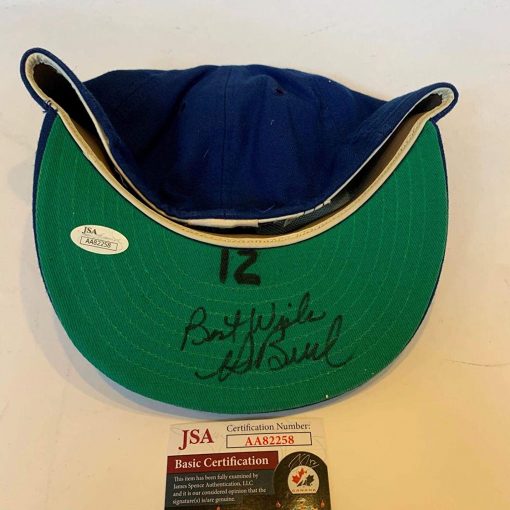 JSA
AA82258
12
Best Wishes
JSA
Certification Number:
AA82258
Basic Certification
This item has been fully examined by
James Spence Authentication, LLC
and it is our considered opinion that the
signature(s) is/are genuine.
CANADA